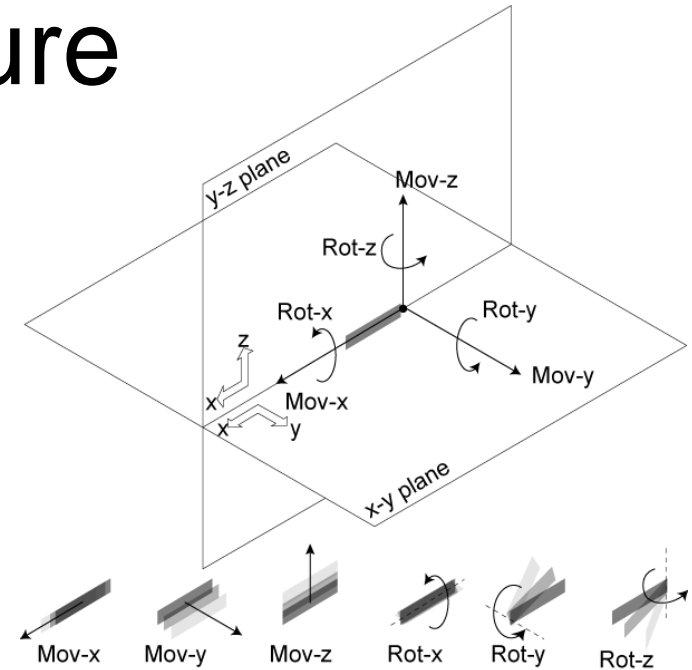 ure
y-z plane
Mov-z
Rot-z
Rot-x
Rot-y
z
x
Mov-x
Mov-y
x
y
x-y plane
Mov-x
Mov-y
Mov-z
Rot-x
Rot-y
Rot-z